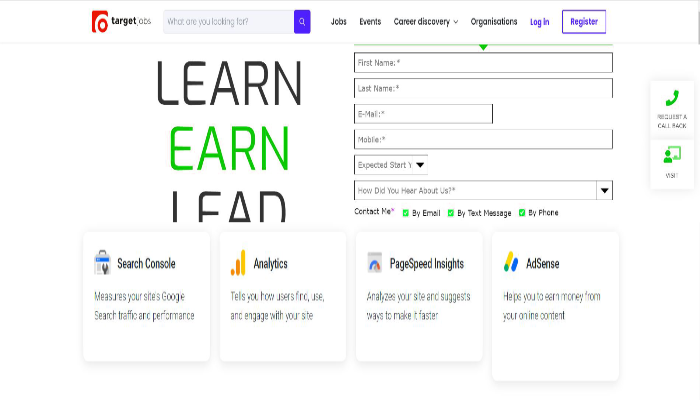 targetjobs
What are you looking for?
Jobs
Events
Career discovery
Organisations
Log in
Register
LEARN
EARN
LEAD
First Name:*
Last Name:*
E-Mail:*
Mobile:*
Expected Start Y
How Did You Hear About Us?*
Contact Me* By Email By Text Message By Phone
REQUEST A
CALL BACK
VISIT
Search Console
Measures your site's Google
Search traffic and performance
Analytics
Tells you how users find, use,
and engage with your site
PageSpeed Insights
Analyzes your site and suggests
ways to make it faster
AdSense
Helps you to earn money from
your online content